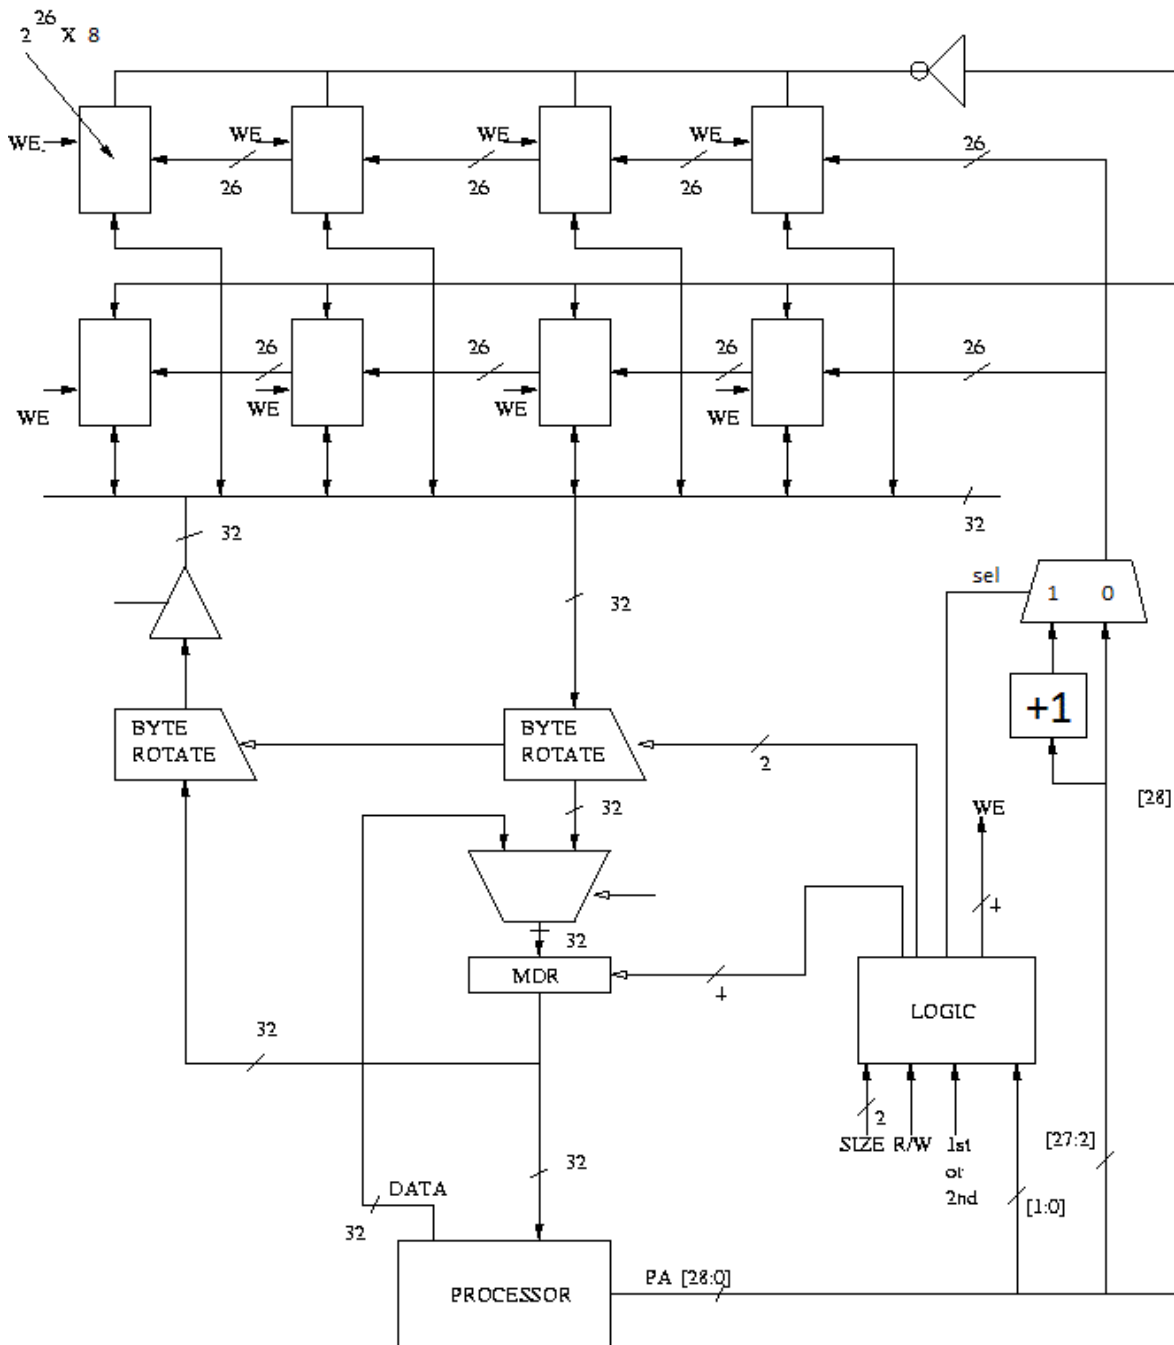 2^26 X 8
WE
WE
WE
WE
26
26
26
26
26
26
26
26
WE
WE
WE
WE
32
32
32
sel
1 0
+1
BYTE
ROTATE
BYTE
ROTATE
2
[28]
32
WE
4
32
MDR
4
LOGIC
32
2
SIZE R/W 1st
or
2nd
[27:2]
[1:0]
32
DATA
32
PA [28:0]
PROCESSOR